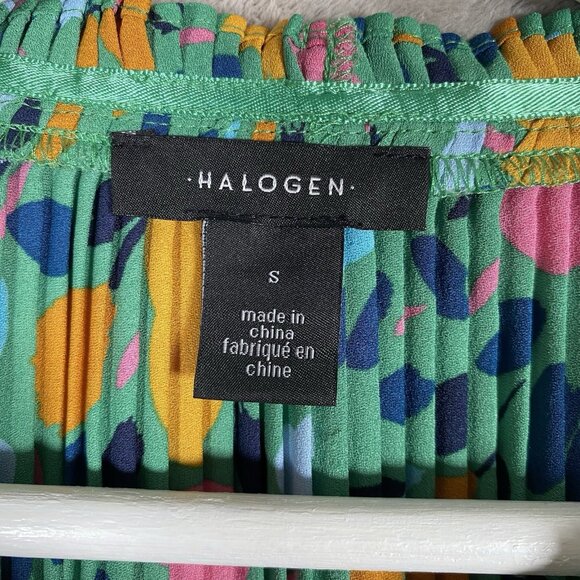 ·HALOGEN·
S
made in
china
fabriqué en
chine